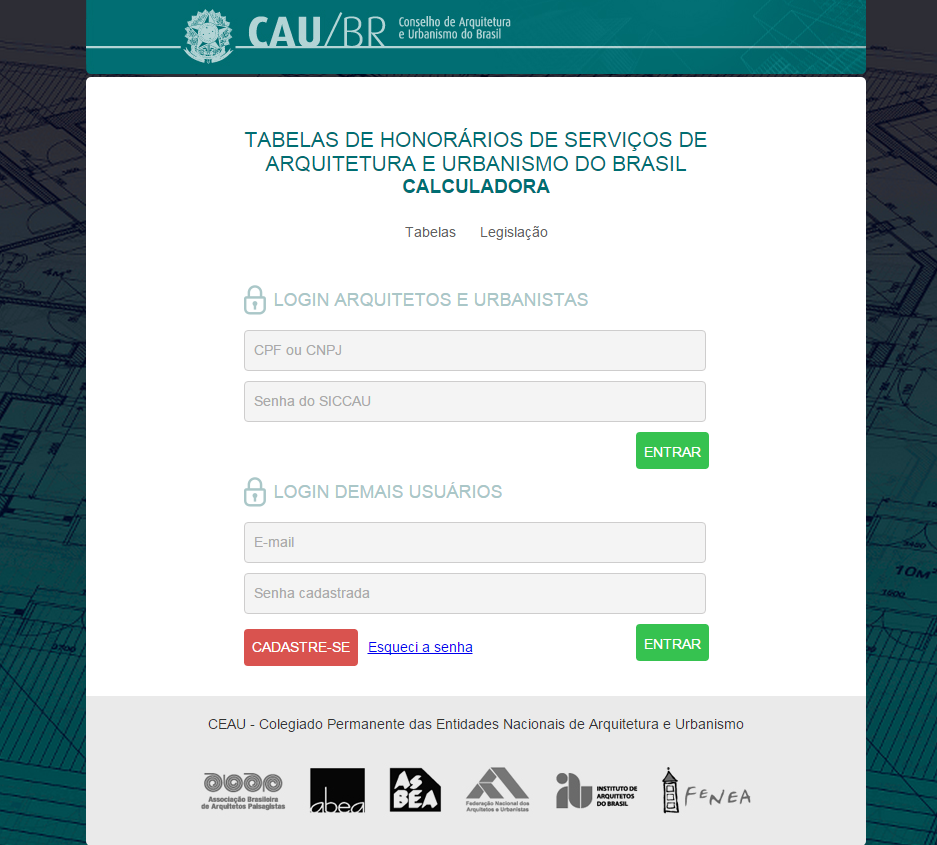 CAU/BR
Conselho de Arquitetura
e Urbanismo do Brasil
TABELAS DE HONORÁRIOS DE SERVIÇOS DE
ARQUITETURA E URBANISMO DO BRASIL
CALCULADORA
Tabelas Legislação
LOGIN ARQUITETOS E URBANISTAS
CPF ou CNPJ
Senha do SICCAU
ENTRAR
LOGIN DEMAIS USUÁRIOS
E-mail
Senha cadastrada
CADASTRE-SE Esqueci a senha ENTRAR
CEAU - Colegiado Permanente das Entidades Nacionais de Arquitetura e Urbanismo
Associação Brasileira
de Arquitetos Paisagistas
abea
AsBEA
Federação Nacional dos
Arquitetos e Urbanistas
INSTITUTO DE
ARQUITETOS
DO BRASIL
FENEA
4M²
10M²
3700